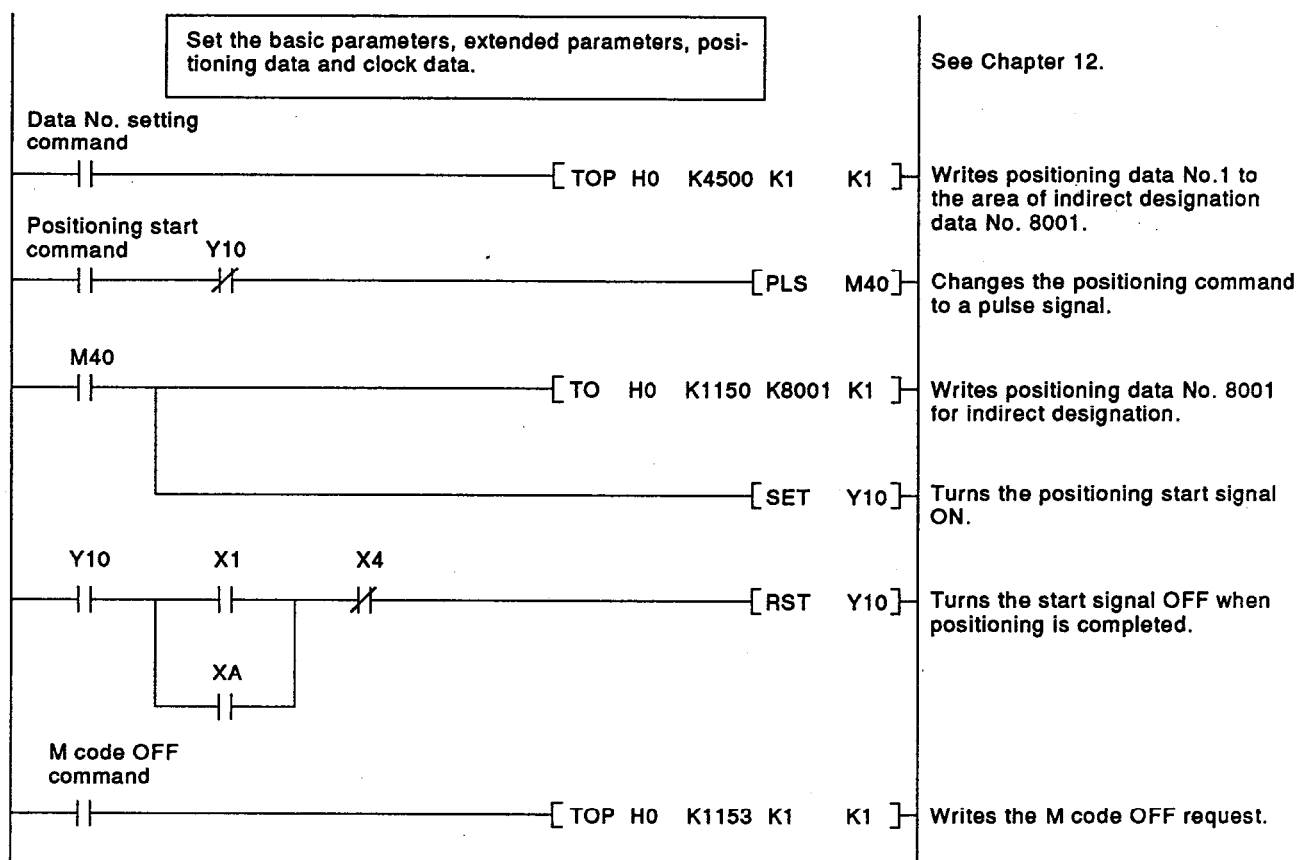 Set the basic parameters, extended parameters, posi-
tioning data and clock data.
See Chapter 12.
Data No. setting
command
TOP H0 K4500 K1 K1
Writes positioning data No.1 to
the area of indirect designation
data No. 8001.
Positioning start
command
Y10
PLS M40
Changes the positioning command
to a pulse signal.
M40
TO H0 K1150 K8001 K1
Writes positioning data No. 8001
for indirect designation.
SET Y10
Turns the positioning start signal
ON.
Y10 X1 X4
RST Y10
Turns the start signal OFF when
positioning is completed.
XA
M code OFF
command
TOP H0 K1153 K1 K1
Writes the M code OFF request.